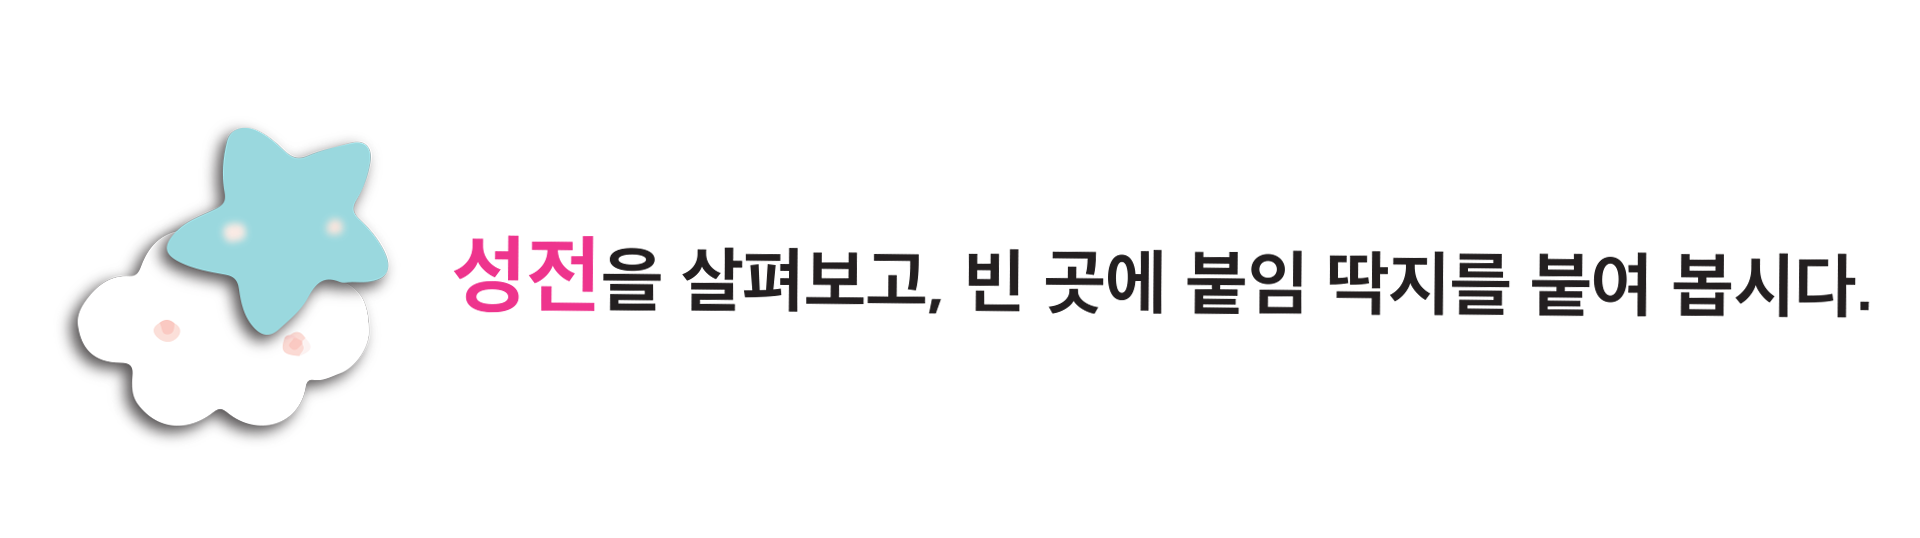 성전을 살펴보고, 빈 곳에 붙임 딱지를 붙여 봅시다.